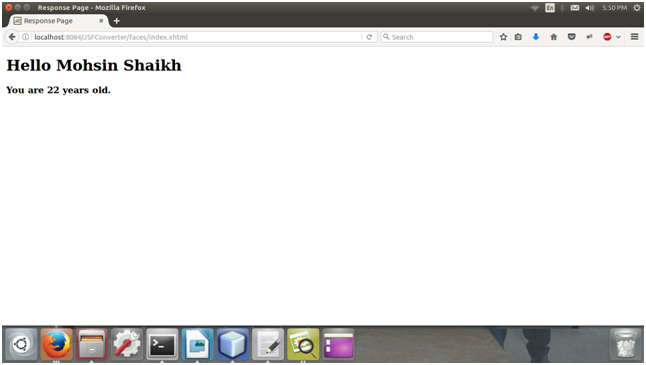 Response Page - Mozilla Firefox
En
5:50 PM
Response Page
localhost:8084/JSFConverter/faces/index.xhtml
Search
Hello Mohsin Shaikh
You are 22 years old.